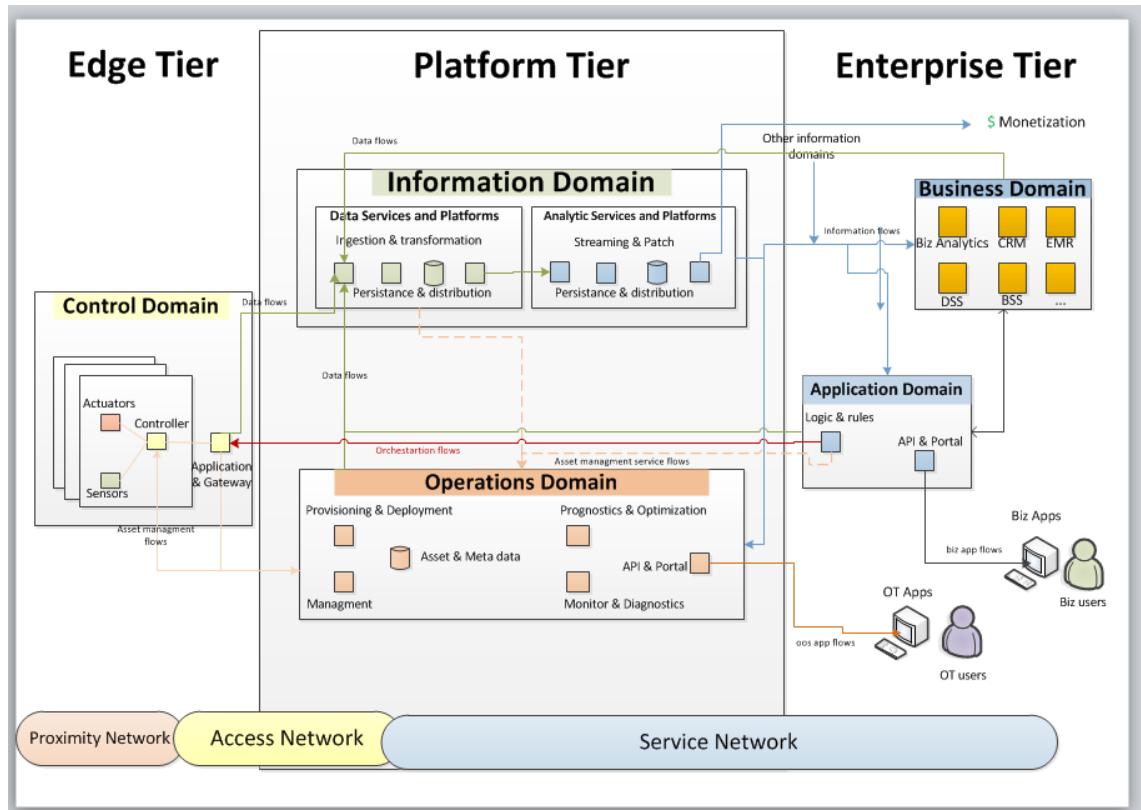 Edge Tier
Platform Tier
Enterprise Tier
$ Monetization
Data flows
Other information
domains
Information Domain
Business Domain
Data Services and Platforms
Analytic Services and Platforms
Ingestion & transformation
Streaming & Patch
Information flows
Biz Analytics
CRM
EMR
Persistance & distribution
Persistance & distribution
DSS
BSS
...
Control Domain
Data flows
Data flows
Application Domain
Actuators
Controller
Logic & rules
API & Portal
Orchestartion flows
Asset managment service flows
Application
& Gateway
Sensors
Operations Domain
Provisioning & Deployment
Prognostics & Optimization
Asset managment
flows
Asset & Meta data
API & Portal
Managment
Monitor & Diagnostics
Biz Apps
biz app flows
Biz users
OT Apps
oos app flows
OT users
Proximity Network
Access Network
Service Network